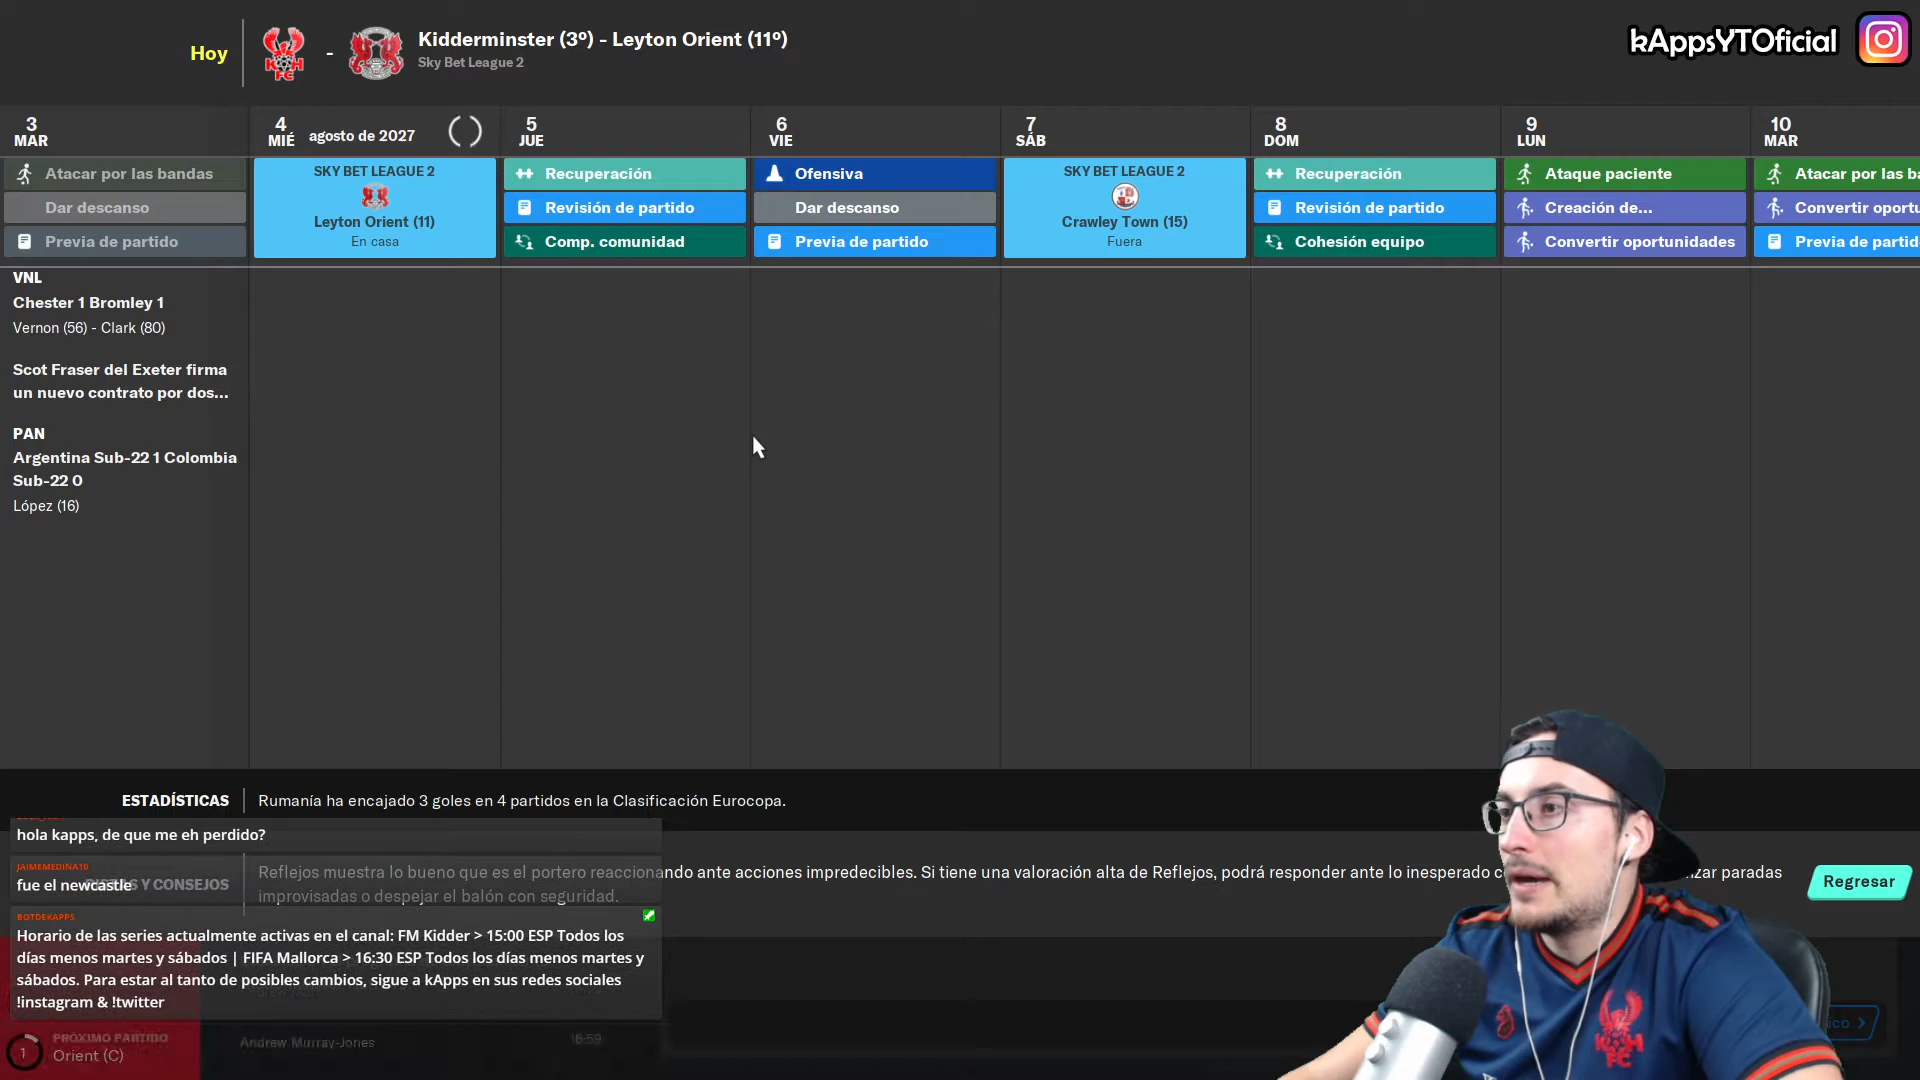 Hoy
-
Kidderminster (3º) - Leyton Orient (11º)
Sky Bet League 2
kAppsYTOficial
3
MAR
4
MIÉ
agosto de 2027
5
JUE
6
VIE
7
SÁB
8
DOM
9
LUN
10
MAR
Atacar por las bandas
Dar descanso
Previa de partido
SKY BET LEAGUE 2
Leyton Orient (11)
En casa
Recuperación
Revisión de partido
Comp. comunidad
Ofensiva
Dar descanso
Previa de partido
SKY BET LEAGUE 2
Crawley Town (15)
Fuera
Recuperación
Revisión de partido
Cohesión equipo
Ataque paciente
Creación de...
Convertir oportunidades
Atacar por las ba
Convertir oportu
Previa de partid
VNL
Chester 1 Bromley 1
Vernon (56) - Clark (80)
Scot Fraser del Exeter firma
un nuevo contrato por dos...
PAN
Argentina Sub-22 1 Colombia
Sub-22 0
López (16)
ESTADÍSTICAS
Rumanía ha encajado 3 goles en 4 partidos en la Clasificación Eurocopa.
hola kapps, de que me eh perdido?
JAIMEMEDINA10
fue el newcastle
Y CONSEJOS
Reflejos muestra lo bueno que es el portero reaccionando ante acciones impredecibles. Si tiene una valoración alta de Reflejos, podrá responder ante lo inesperado
zar paradas
improvisadas o despejar el balón con seguridad.
Regresar
BOTDEKAPPS
Horario de las series actualmente activas en el canal: FM Kidder > 15:00 ESP Todos los
días menos martes y sábados | FIFA Mallorca > 16:30 ESP Todos los días menos martes y
sábados. Para estar al tanto de posibles cambios, sigue a kApps en sus redes sociales
!instagram & !twitter
1
PRÓXIMO PARTIDO
Orient (C)
Andrew Murray-Jones
KH
FC